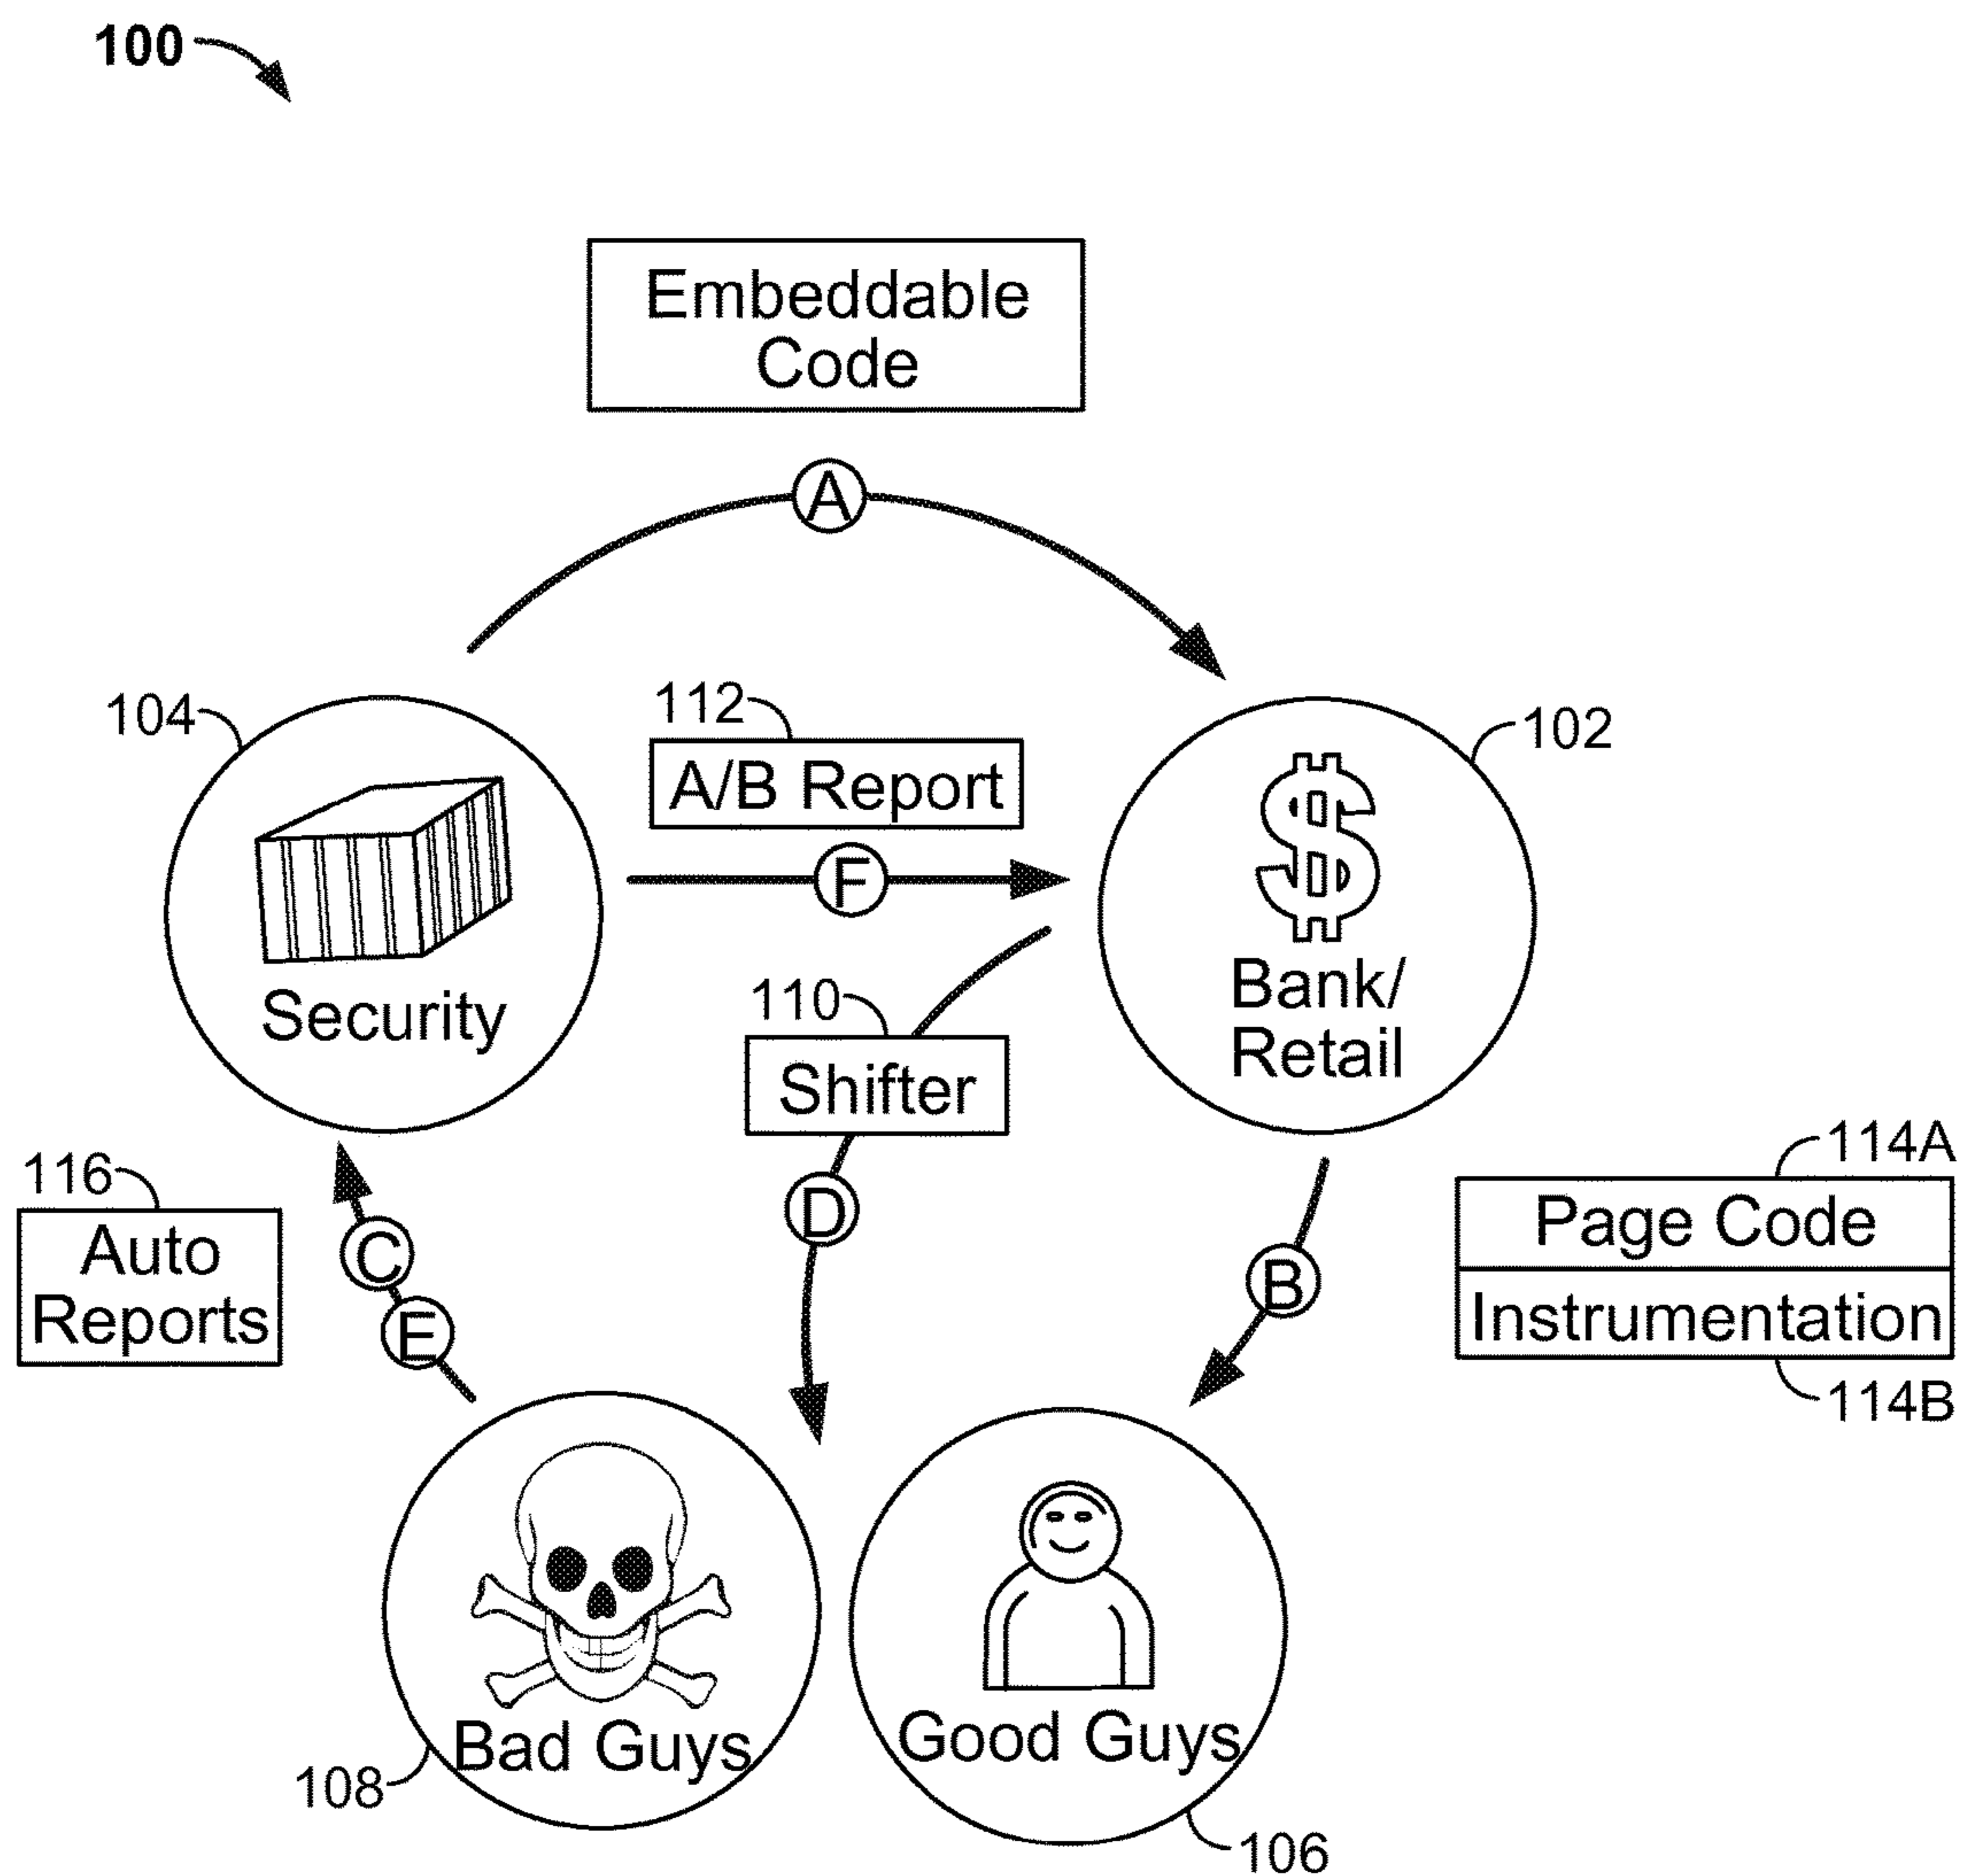 100
Embeddable
Code
A
104
112
102
A/B Report
F
Security
Bank/
Retail
110
Shifter
116
Auto
Reports
C
E
D
B
114A
Page Code
Instrumentation
114B
Bad Guys
Good Guys
108
106